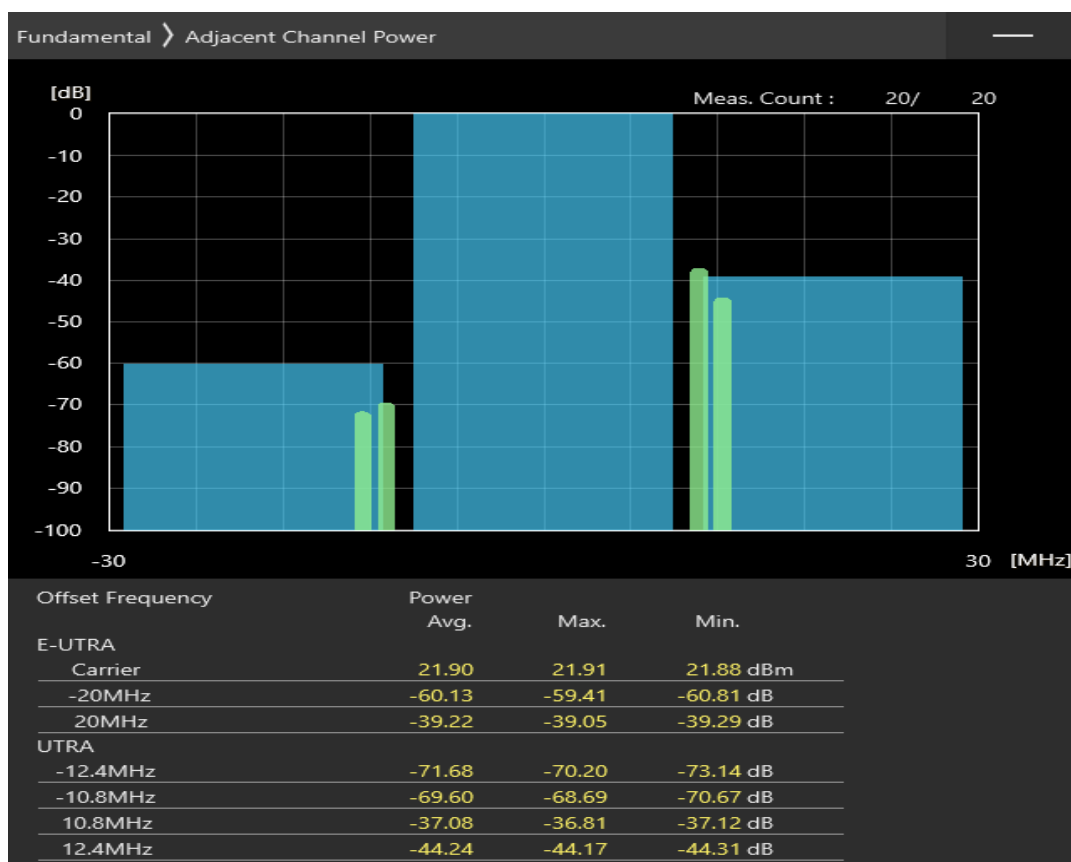 Fundamental 〉 Adjacent Channel Power
[dB]
Meas. Count : 20/ 20
0
-10
-20
-30
-40
-50
-60
-70
-80
-90
-100
-30 30 [MHz]
Offset Frequency Power
Avg. Max. Min.
E-UTRA
Carrier 21.90 21.91 21.88 dBm
-20MHz -60.13 -59.41 -60.81 dB
20MHz -39.22 -39.05 -39.29 dB
UTRA
-12.4MHz -71.68 -70.20 -73.14 dB
-10.8MHz -69.60 -68.69 -70.67 dB
10.8MHz -37.08 -36.81 -37.12 dB
12.4MHz -44.24 -44.17 -44.31 dB